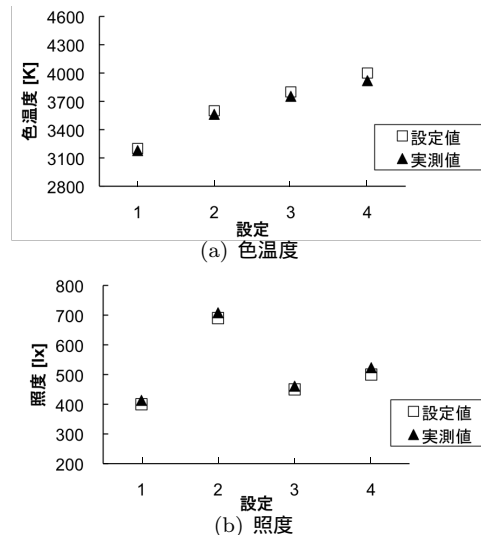 4600
4300
4000
3700
3400
3100
2800
色温度 [K]
□ 設定値
▲ 実測値
1 2 3 4
設定
(a) 色温度
800
700
600
500
400
300
200
照度 [lx]
□ 設定値
▲ 実測値
1 2 3 4
設定
(b) 照度